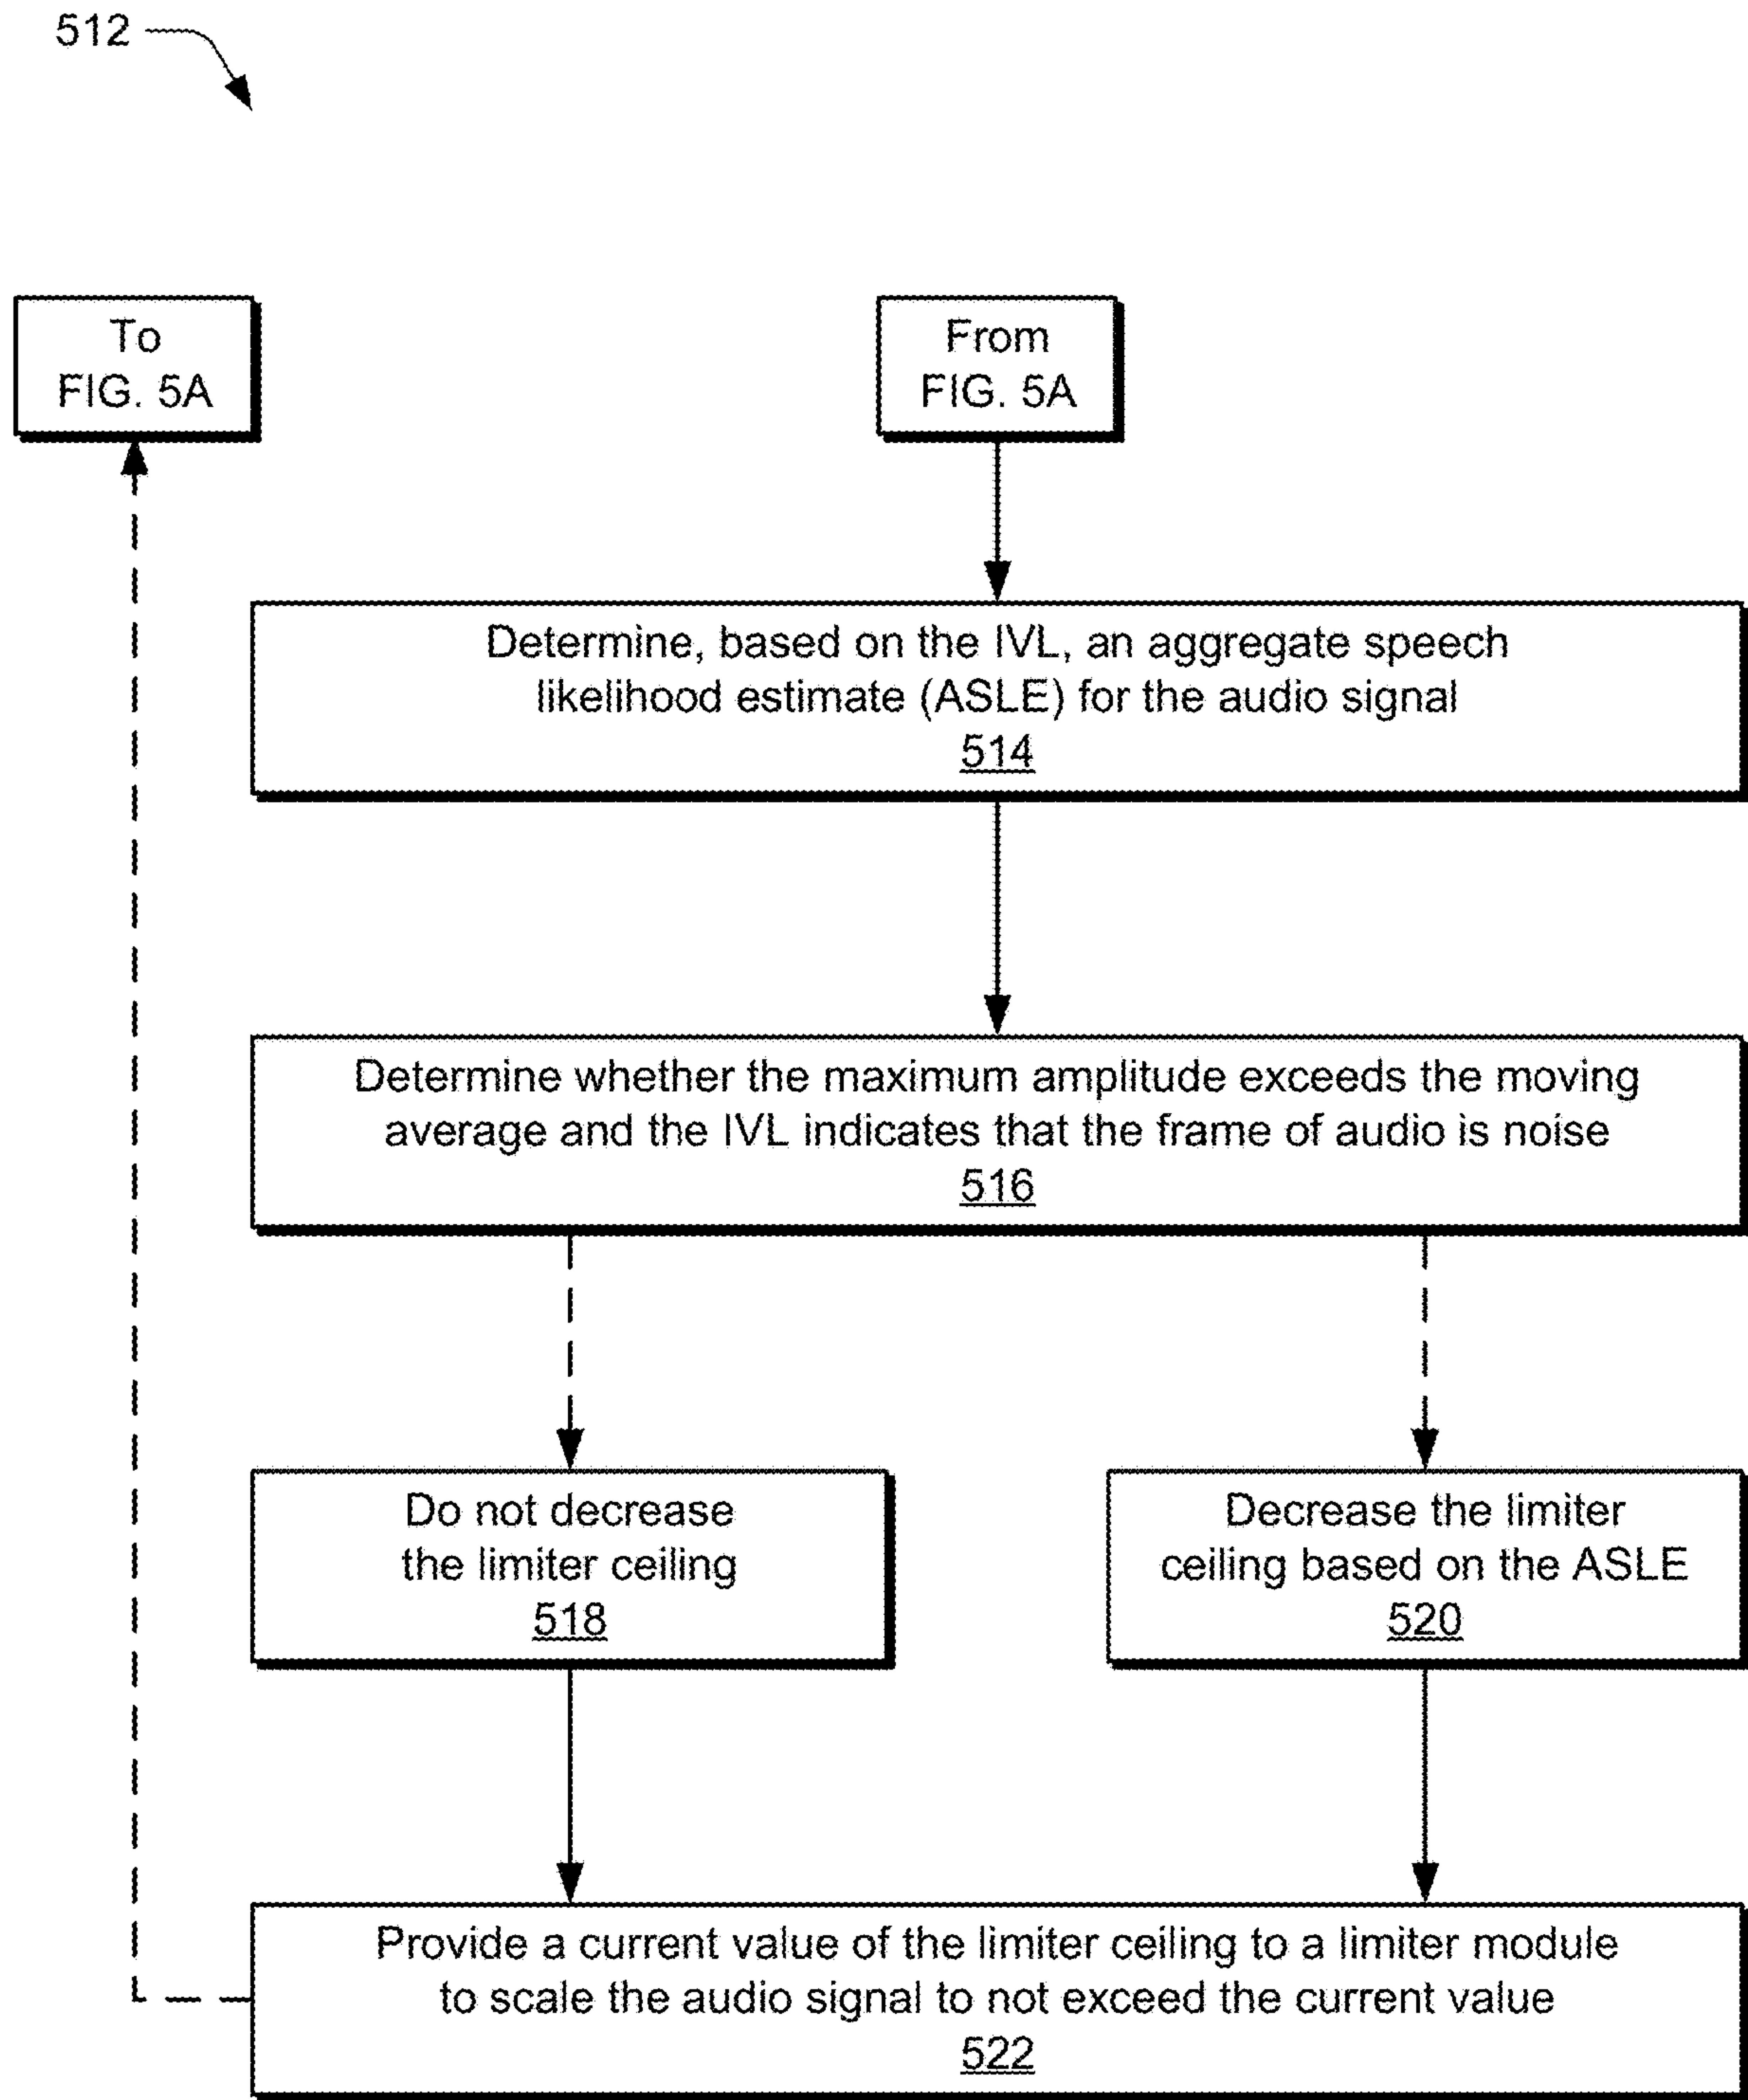 512
To
FIG. 5A
From
FIG. 5A
Determine, based on the IVL, an aggregate speech
likelihood estimate (ASLE) for the audio signal
514
Determine whether the maximum amplitude exceeds the moving
average and the IVL indicates that the frame of audio is noise
516
Do not decrease
the limiter ceiling
518
Decrease the limiter
ceiling based on the ASLE
520
Provide a current value of the limiter ceiling to a limiter module
to scale the audio signal to not exceed the current value
522